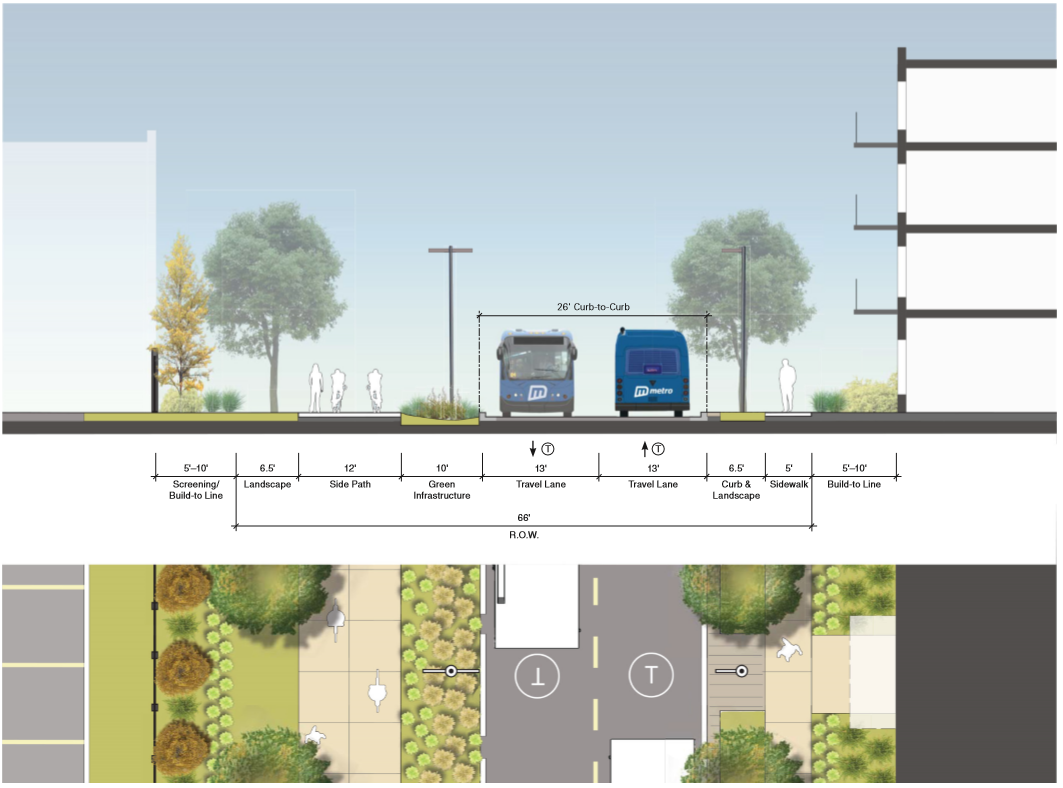 26' Curb-to-Curb
metro
T
T
5'–10'
6.5'
12'
10'
13'
13'
6.5'
5'
5'–10'
Screening/
Build-to Line
Landscape
Side Path
Green
Infrastructure
Travel Lane
Travel Lane
Curb &
Landscape
Sidewalk
Build-to Line
66'
R.O.W.
T
T